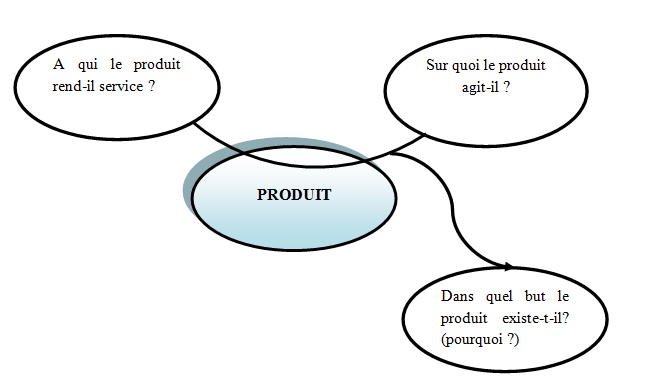 A qui le produit
rend-il service ?
Sur quoi le produit
agit-il ?
PRODUIT
Dans quel but le
produit existe-t-il?
(pourquoi ?)